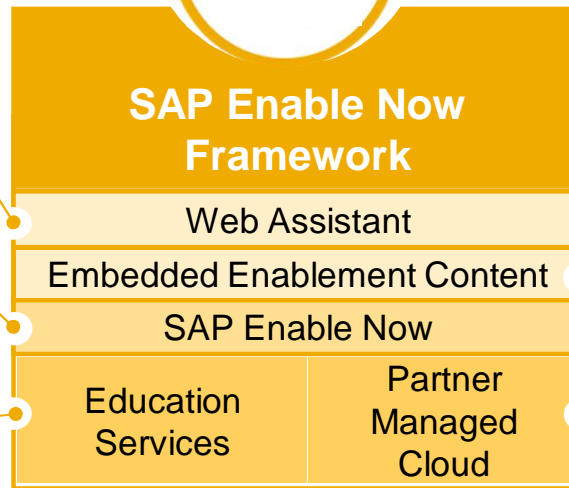 SAP Enable Now
Framework
Web Assistant
Embedded Enablement Content
SAP Enable Now
Education
Services
Partner
Managed
Cloud